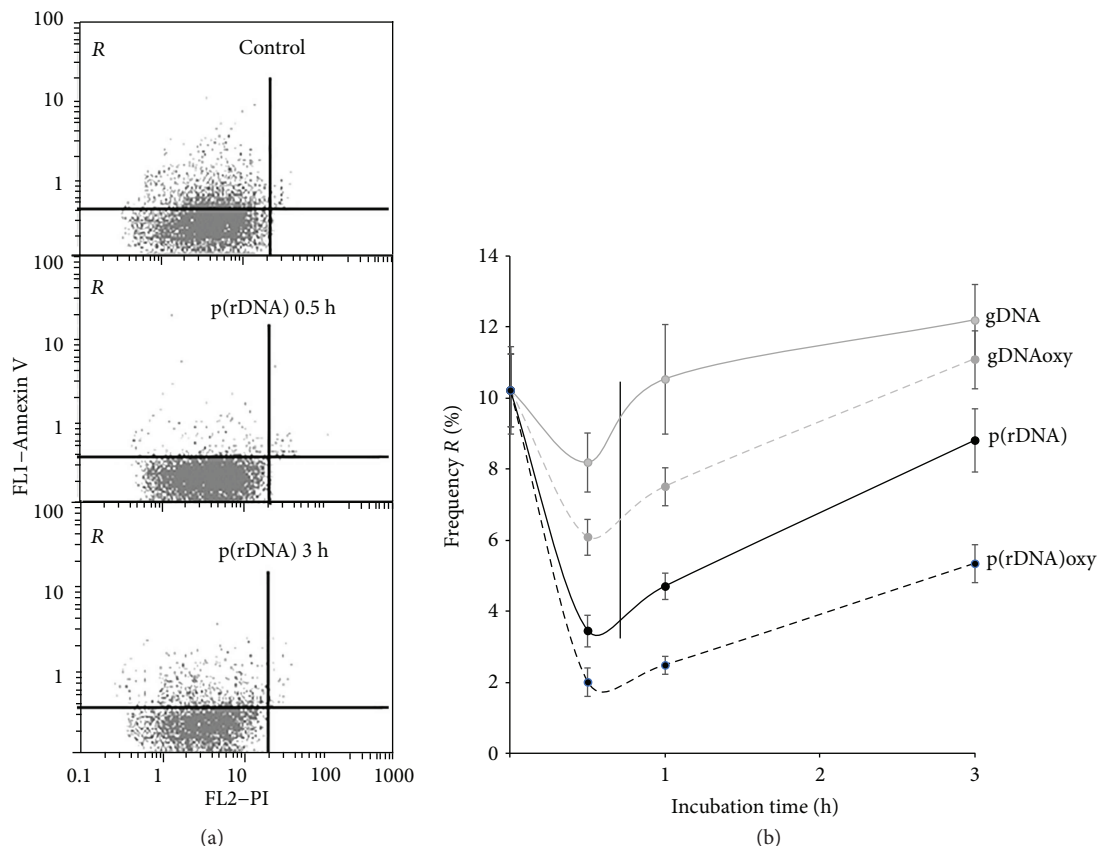 100
R
Control
10
1
100
R
p(rDNA) 0.5 h
10
1
100
R
p(rDNA) 3 h
10
1
0.1 1 10 100 1000
FL1–Annexin V
FL2–PI
(a)
14
12
10
8
6
4
2
0
Frequency R (%)
gDNA
gDNAoxy
p(rDNA)
p(rDNA)oxy
1 2 3
Incubation time (h)
(b)